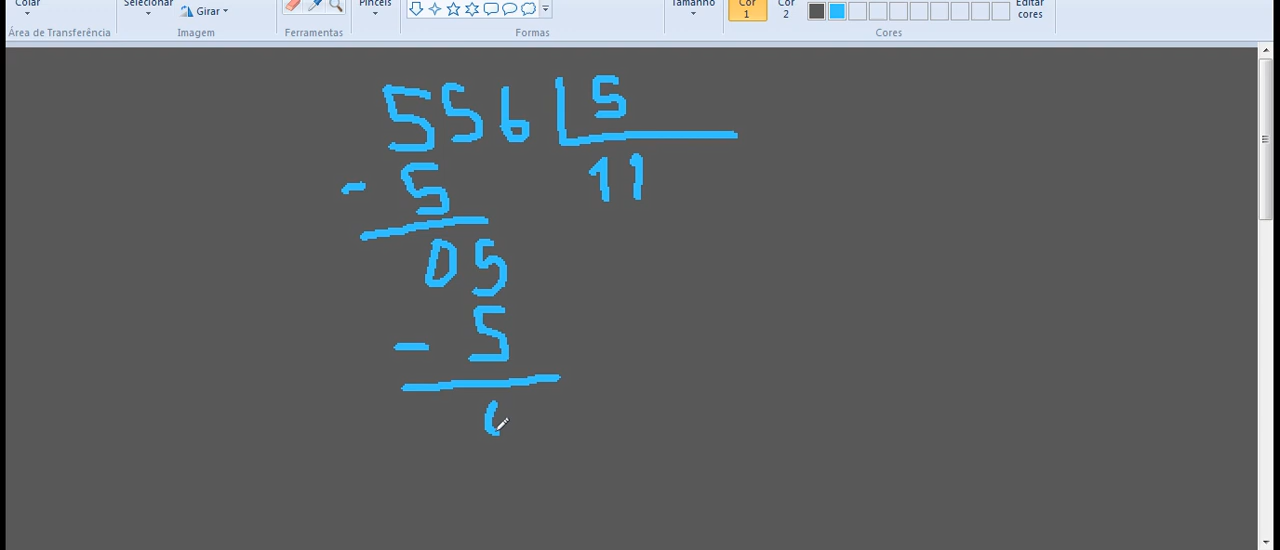 Colar
Selecionar
Girar
Pincéis
Tamanho
Cor 1
Cor 2
Editar cores
Área de Transferência
Imagem
Ferramentas
Formas
Cores
556 5
- 5 11
05
- 5